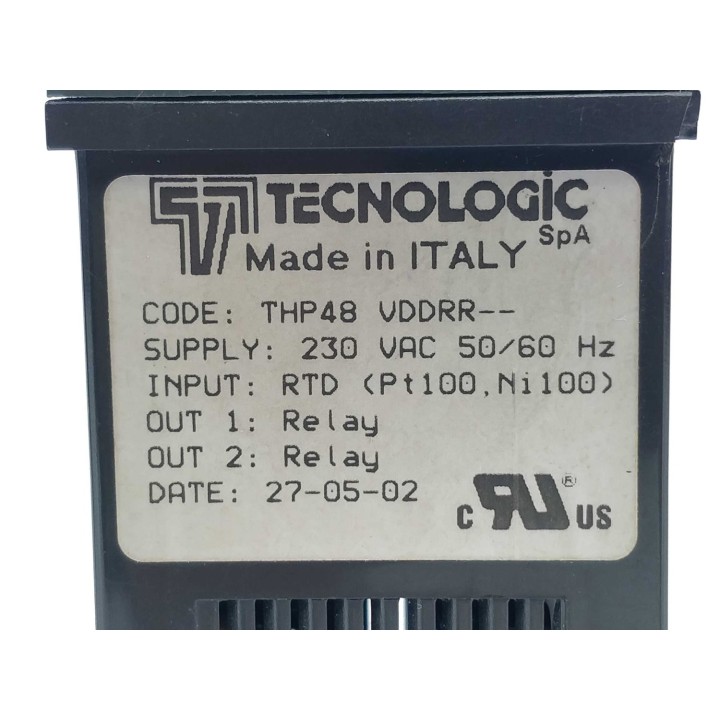 TECNOLOGIC
SpA
Made in ITALY
CODE: THP48 VDDRR--
SUPPLY: 230 VAC 50/60 Hz
INPUT: RTD (Pt100,Ni100)
OUT 1: Relay
OUT 2: Relay
DATE: 27-05-02
c RU ® US